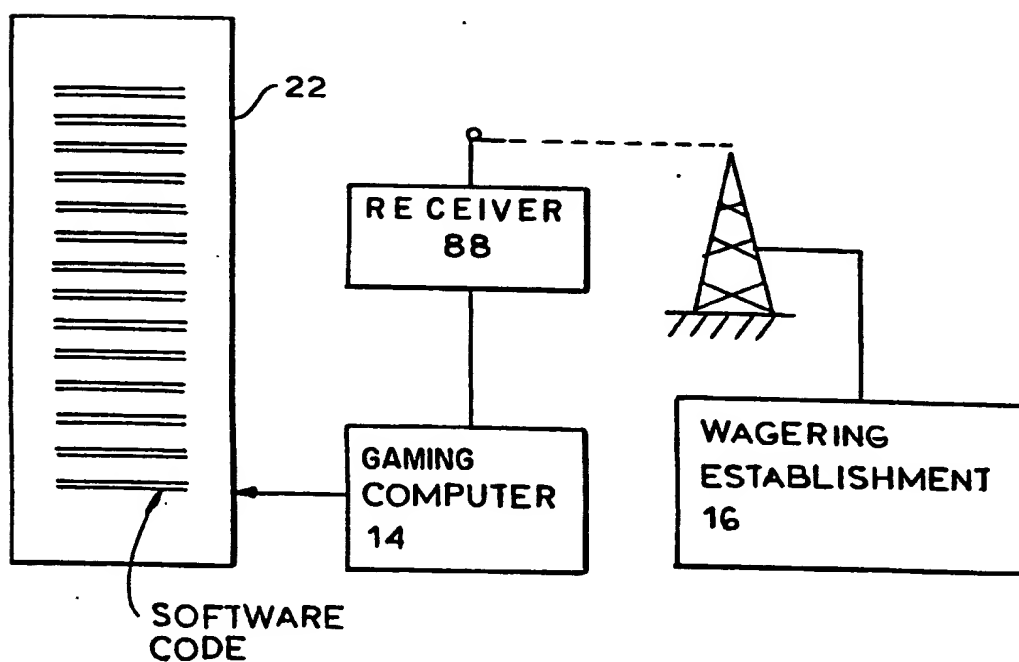 22
RECEIVER
88
GAMING
COMPUTER
14
WAGERING
ESTABLISHMENT
16
SOFTWARE
CODE